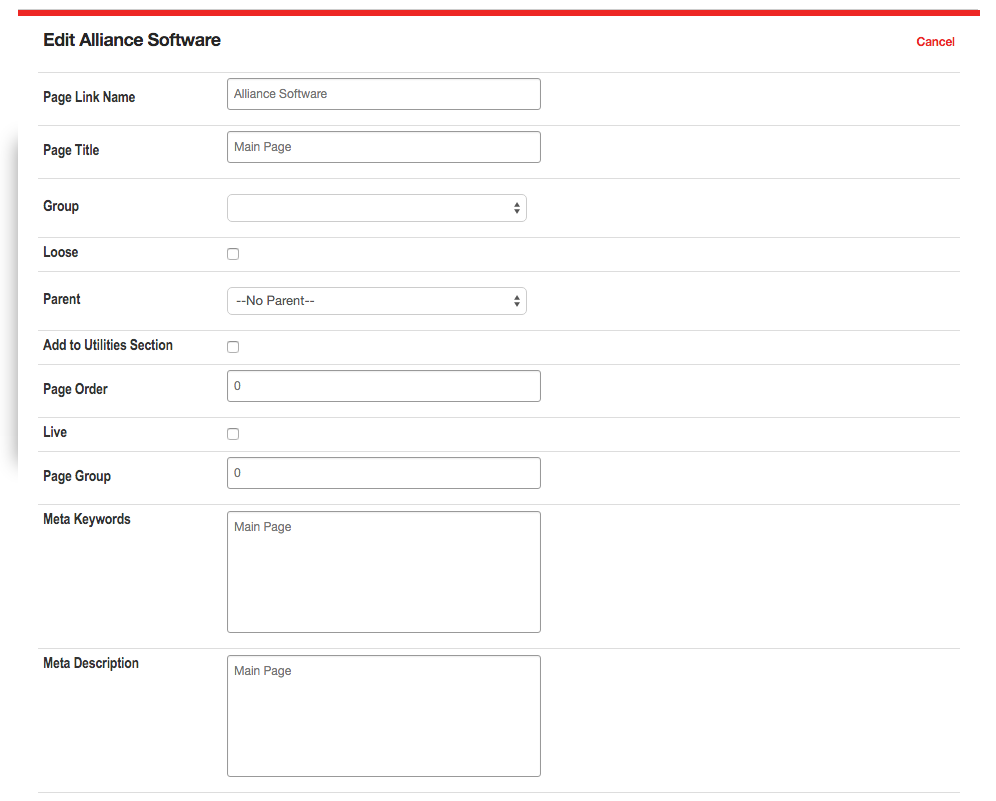 Edit Alliance Software
Cancel
Page Link Name
Alliance Software
Page Title
Main Page
Group
Loose
Parent
--No Parent--
Add to Utilities Section
Page Order
0
Live
Page Group
0
Meta Keywords
Main Page
Meta Description
Main Page